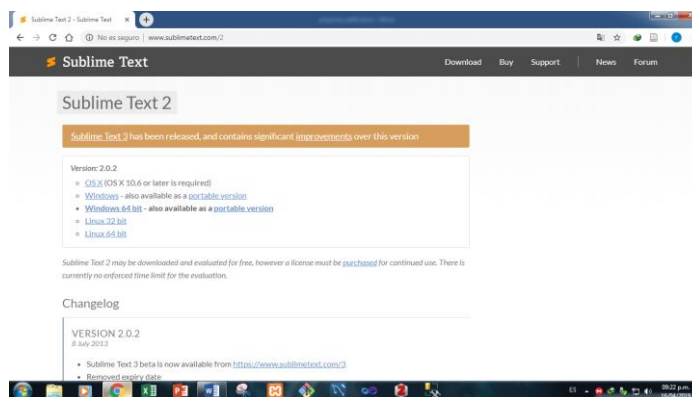 Sublime Text 2 - Sublime Text
No es seguro | www.sublimetext.com/2
Sublime Text
Download Buy Support News Forum
Sublime Text 2
Sublime Text 3 has been released, and contains significant improvements over this version
Version: 2.0.2
OS X (OS X 10.6 or later is required)
Windows - also available as a portable version
Windows 64 bit - also available as a portable version
Linux 32 bit
Linux 64 bit
Sublime Text 2 may be downloaded and evaluated for free, however a license must be purchased for continued use. There is
currently no enforced time limit for the evaluation.
Changelog
VERSION 2.0.2
8 July 2013
Sublime Text 3 beta is now available from https://www.sublimetext.com/3
Removed expiry date
ES
09:22 p.m.